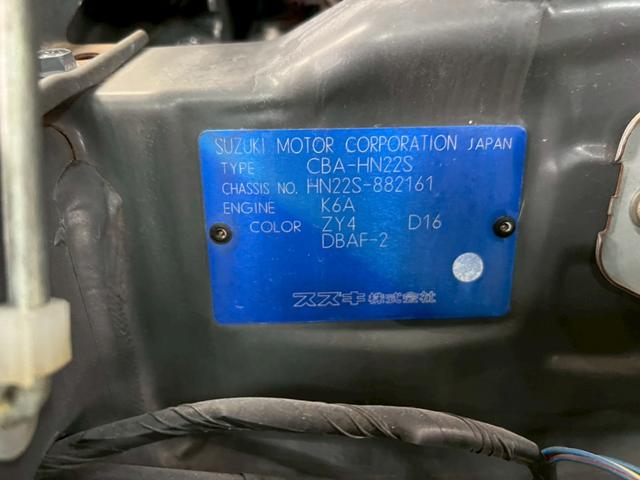 SUZUKI MOTOR CORPORATION JAPAN
TYPE CBA-HN22S
CHASSIS NO. HN22S-882161
ENGINE K6A
COLOR ZY4 D16
DBAF-2
スズキ株式会社